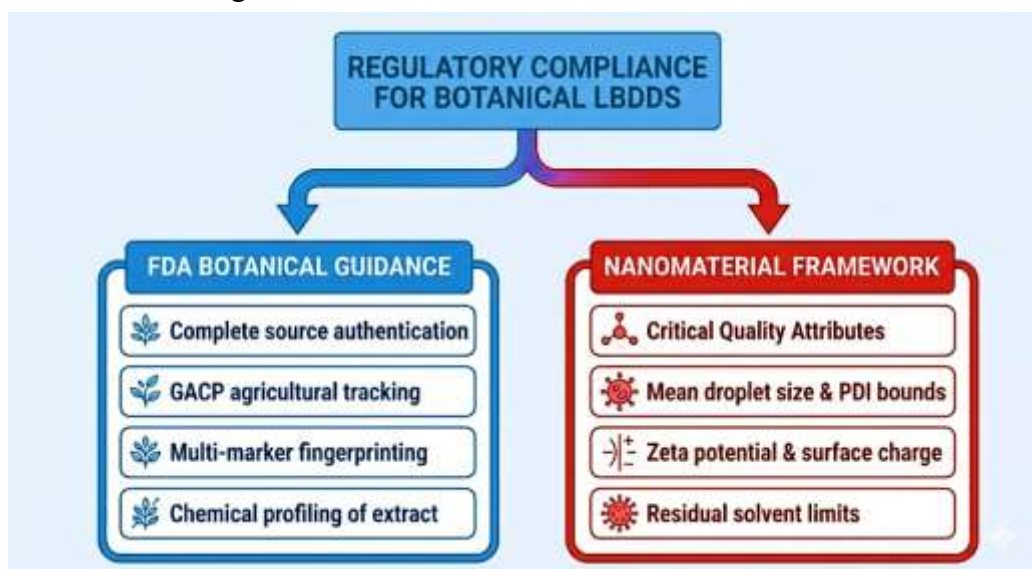 REGULATORY COMPLIANCE
FOR BOTANICAL LBDDS
FDA BOTANICAL GUIDANCE
Complete source authentication
GACP agricultural tracking
Multi-marker fingerprinting
Chemical profiling of extract
NANOMATERIAL FRAMEWORK
Critical Quality Attributes
Mean droplet size & PDI bounds
Zeta potential & surface charge
Residual solvent limits